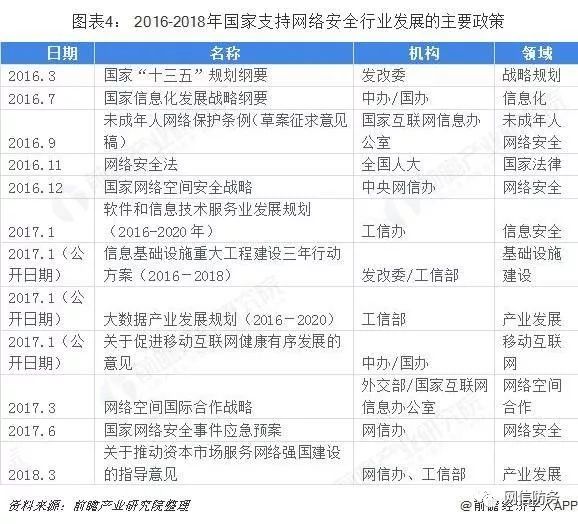 图表4： 2016-2018年国家支持网络安全行业发展的主要政策
日期 名称 机构 领域
2016.3 国家“十三五”规划纲要 发改委 战略规划
2016.7 国家信息化发展战略纲要 中办/国办 信息化
未成年人网络保护条例（草案征求意见 国家互联网信息办 未成年人
2016.9 稿） 公室 网络安全
2016.11 网络安全法 全国人大 国家法律
2016.12 国家网络空间安全战略 中央网信办 网络安全
软件和信息技术服务业发展规划
2017.1 （2016-2020年） 工信办 信息安全
2017.1（公 信息基础设施重大工程建设三年行动 基础设施
开日期） 方案（2016－2018） 发改委/工信部 建设
2017.1（公
开日期） 大数据产业发展规划（2016－2020） 工信部 产业发展
2017.1（公 关于促进移动互联网健康有序发展的 移动互联
开日期） 意见 中办/国办 网
外交部/国家互联网 网络空间
2017.3 网络空间国际合作战略 信息办公室 合作
2017.6 国家网络安全事件应急预案 网信办 网络安全
关于推动资本市场服务网络强国建设
2018.3 的指导意见 网信办、工信部 产业发展
资料来源：前瞻产业研究院整理
@前瞻经济学人APP
网信防务